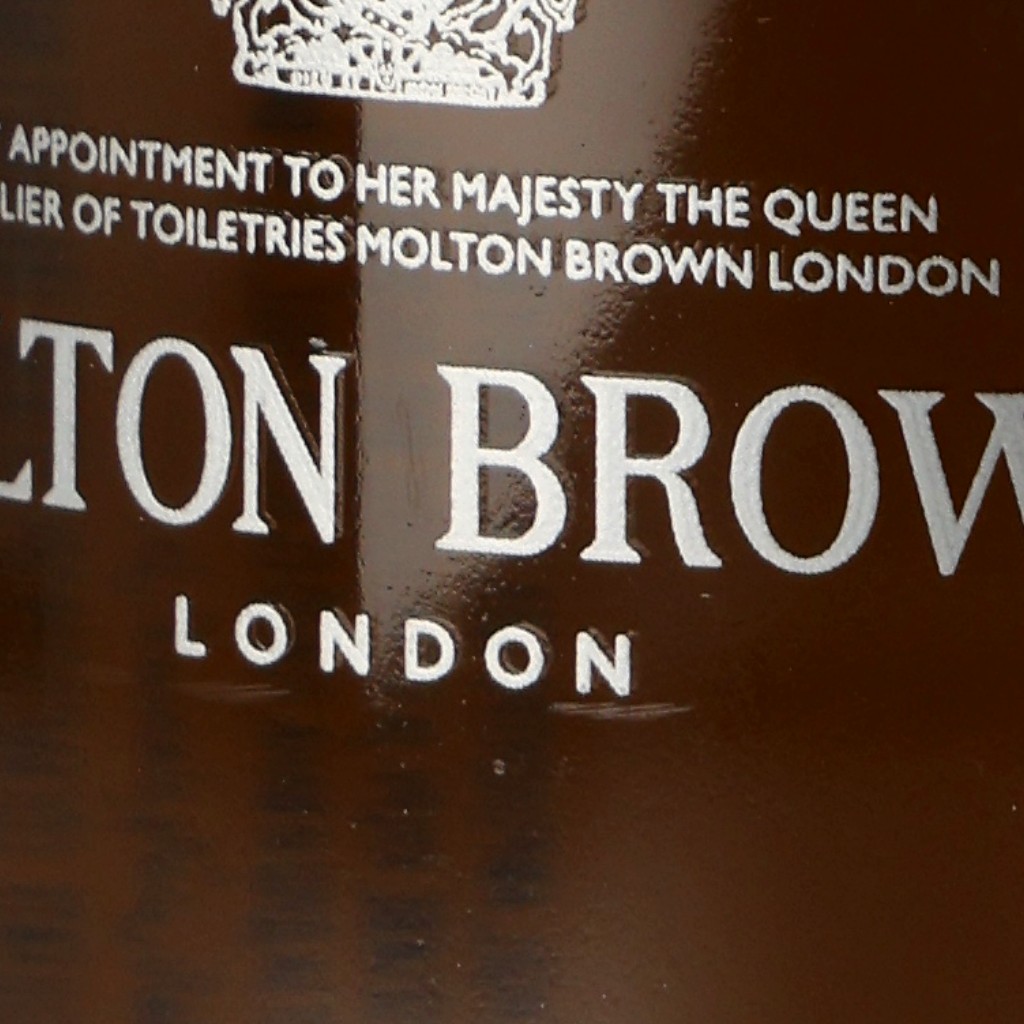 APPOINTMENT TO HER MAJESTY THE QUEEN
LIER OF TOILETRIES MOLTON BROWN LONDON
LTON BROW
LONDON